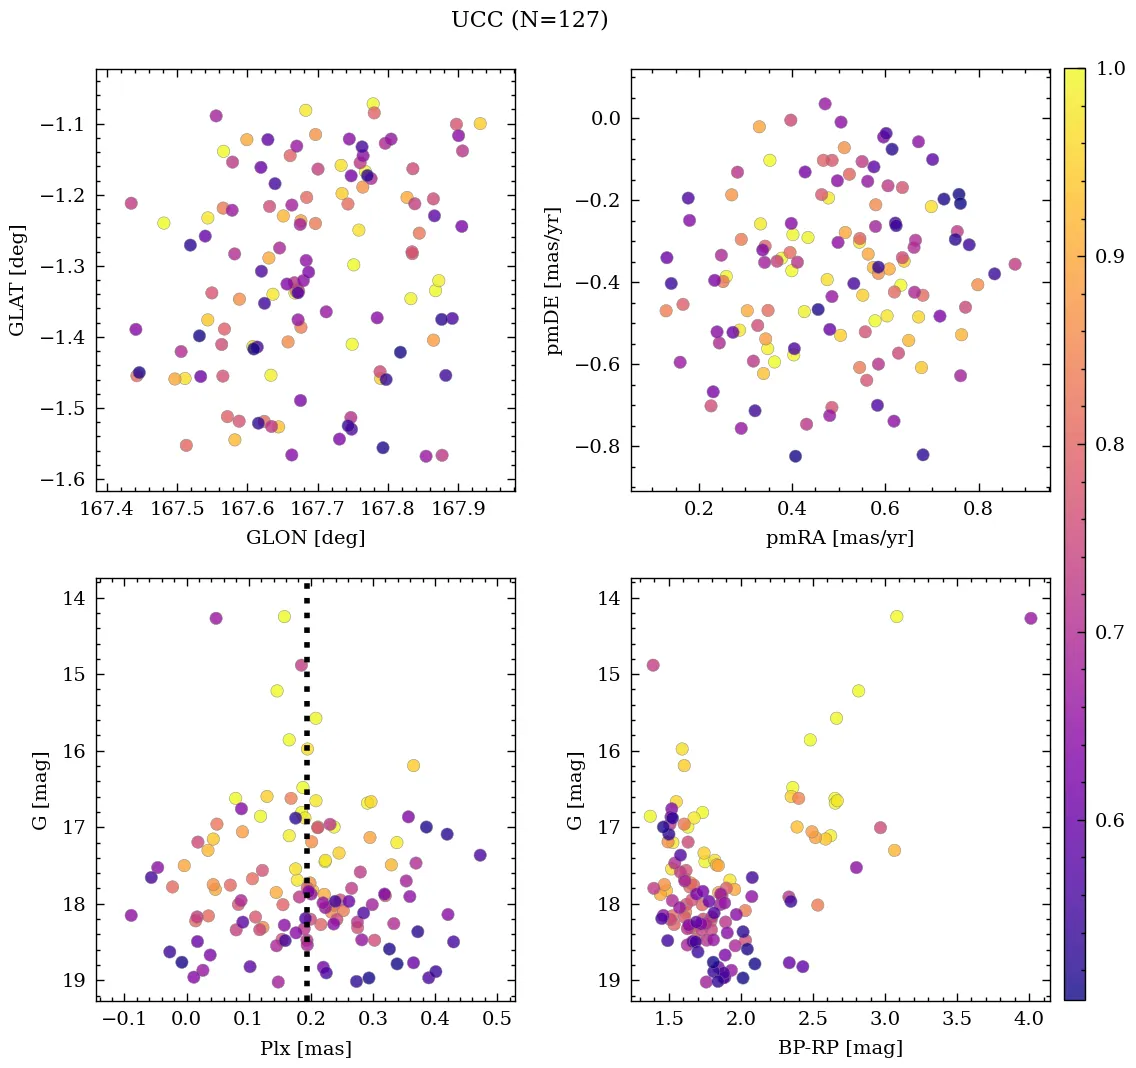 UCC (N=127)
−1.1
−1.2
−1.3
−1.4
−1.5
−1.6
GLAT [deg]
167.4 167.5 167.6 167.7 167.8 167.9
GLON [deg]
0.0
−0.2
−0.4
−0.6
−0.8
pmDE [mas/yr]
0.2 0.4 0.6 0.8
pmRA [mas/yr]
1.0
0.9
0.8
0.7
0.6
14
15
16
17
18
19
G [mag]
−0.1 0.0 0.1 0.2 0.3 0.4 0.5
Plx [mas]
14
15
16
17
18
19
G [mag]
1.5 2.0 2.5 3.0 3.5 4.0
BP-RP [mag]